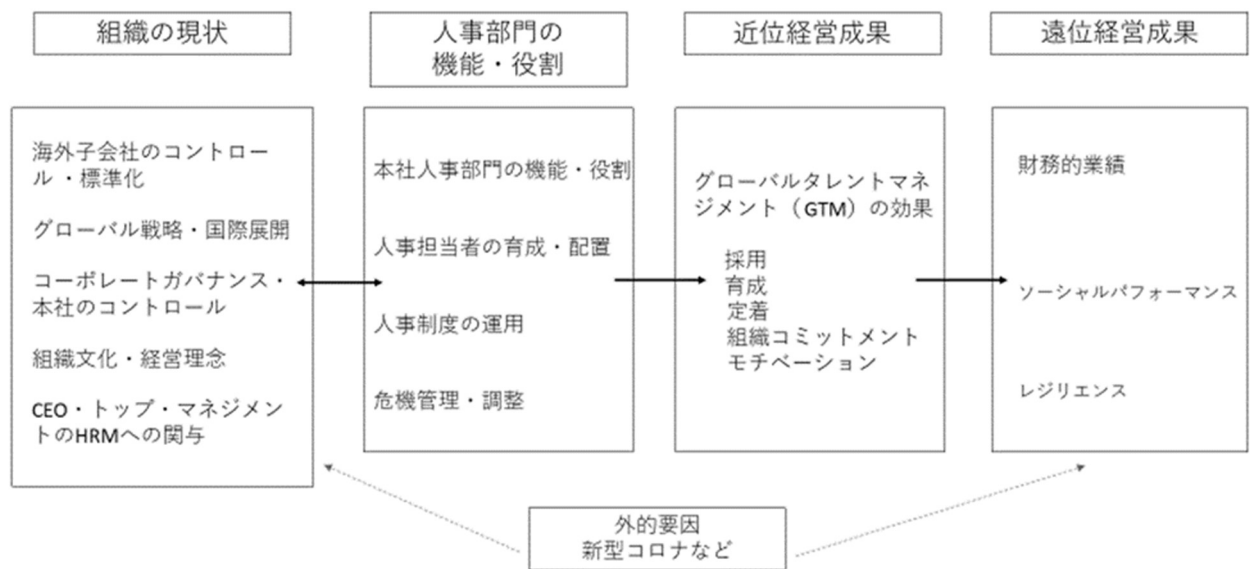 組織の現状
人事部門の
機能・役割
近位経営成果
遠位経営成果
海外子会社のコントロー
ル・標準化
グローバル戦略・国際展開
コーポレートガバナンス・
本社のコントロール
組織文化・経営理念
CEO・トップ・マネジメン
トのHRMへの関与
本社人事部門の機能・役割
人事担当者の育成・配置
人事制度の運用
危機管理・調整
グローバルタレントマネ
ジメント（GTM）の効果
採用
育成
定着
組織コミットメント
モチベーション
財務的業績
ソーシャルパフォーマンス
レジリエンス
外的要因
新型コロナなど